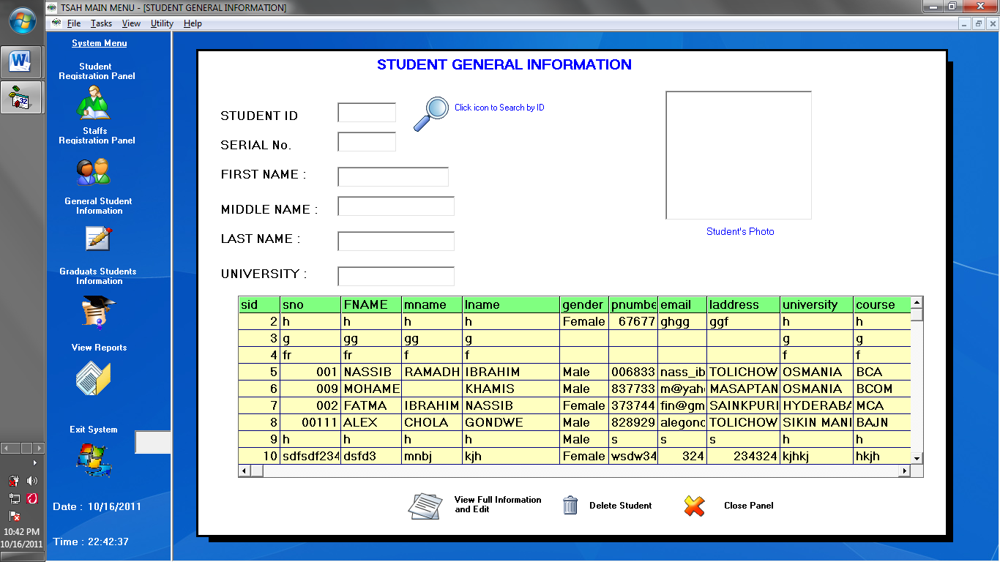 TSAH MAIN MENU - [STUDENT GENERAL INFORMATION]
File Tasks View Utility Help
System Menu
Student
Registration Panel
Staffs
Registration Panel
General Student
Information
Graduats Students
Information
View Reports
Exit System
Date : 10/16/2011
Time : 22:42:37
10:42 PM
10/16/2011
W
32
STUDENT GENERAL INFORMATION
STUDENT ID
Click icon to Search by ID
SERIAL No.
FIRST NAME :
MIDDLE NAME :
LAST NAME :
UNIVERSITY :
Student's Photo
sid sno FNAME mname lname gender pnumbe email laddress university course
2 h h h h Female 67677 ghgg ggf h h
3 g gg gg g g g
4 fr fr f f f f
5 001 NASSIB RAMADH IBRAHIM Male 006833 nass_ib TOLICHOW OSMANIA BCA
6 009 MOHAME KHAMIS Male 837733 m@yah MASAPTAN OSMANIA BCOM
7 002 FATMA IBRAHIM NASSIB Female 373744 fin@gm SAINKPURI HYDERABA MCA
8 00111 ALEX CHOLA GONDWE Male 828929 alegond TOLICHOW SIKIN MANI BAJN
9 h h h h Male s s s h h
10 sdfsdf234 dsfd3 mnbj kjh Female wsdw34 324 234324 kjhkj hkjh
View Full Information
and Edit
Delete Student
Close Panel